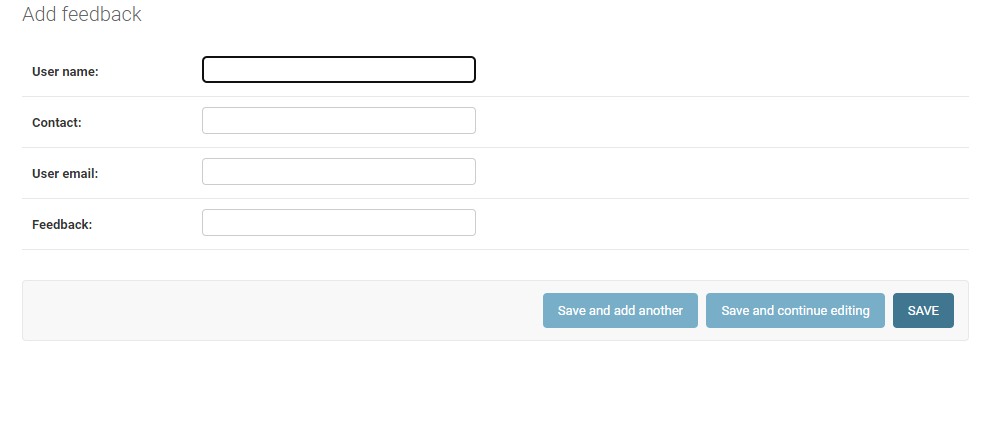 Add feedback
User name:
Contact:
User email:
Feedback:
Save and add another Save and continue editing SAVE